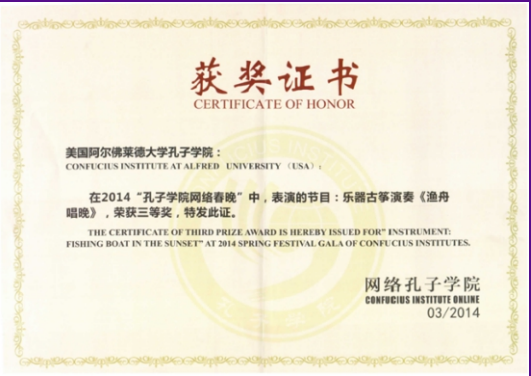 获奖证书
CERTIFICATE OF HONOR
美国阿尔佛莱德大学孔子学院：
CONFUCIUS INSTITUTE AT ALFRED UNIVERSITY（USA）:
在2014“孔子学院网络春晚”中，表演的节目：乐器古筝演奏《渔舟
唱晚》，荣获三等奖，特发此证。
THE CERTIFICATE OF THIRD PRIZE AWARD IS HEREBY ISSUED FOR" INSTRUMENT:
FISHING BOAT IN THE SUNSET" AT 2014 SPRING FESTIVAL GALA OF CONFUCIUS INSTITUTES.
网络孔子学院
CONFUCIUS INSTITUTE ONLINE
03/2014